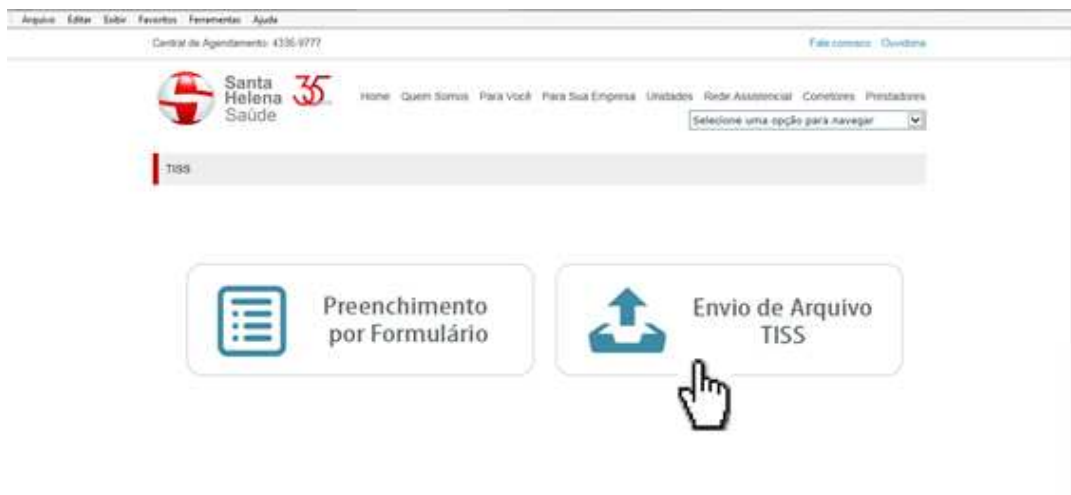 Arquivo Editar Exibir Favoritos Ferramentas Ajuda
Central de Agendamento: 4336-9777
Fale conosco Ouvidoria
Santa
Helena
Saúde
35
Home Quem Somos Para Você Para Sua Empresa Unidades Rede Assistencial Corretores Prestadores
Selecione uma opção para navegar
TISS
Preenchimento
por Formulário
Envio de Arquivo
TISS